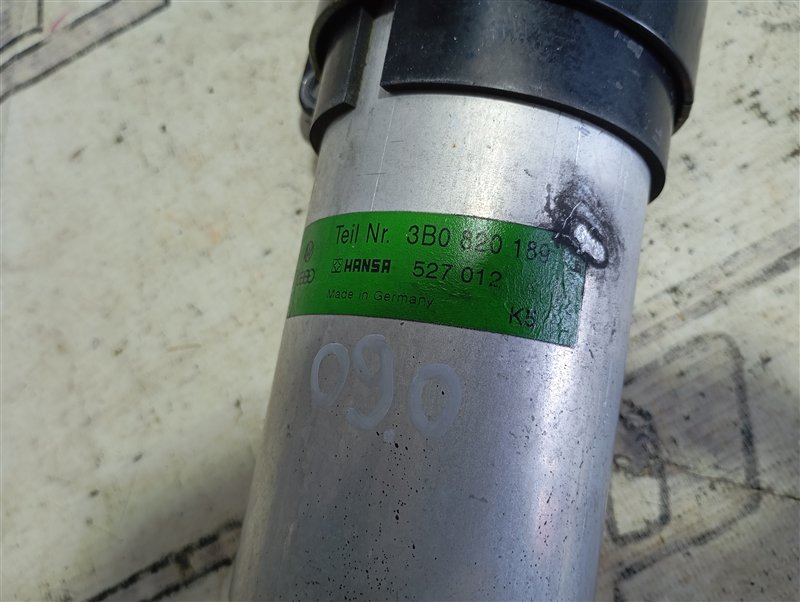 Teil Nr. 3B0 820 189
HANSA 527 012
Made in Germany
K5
090